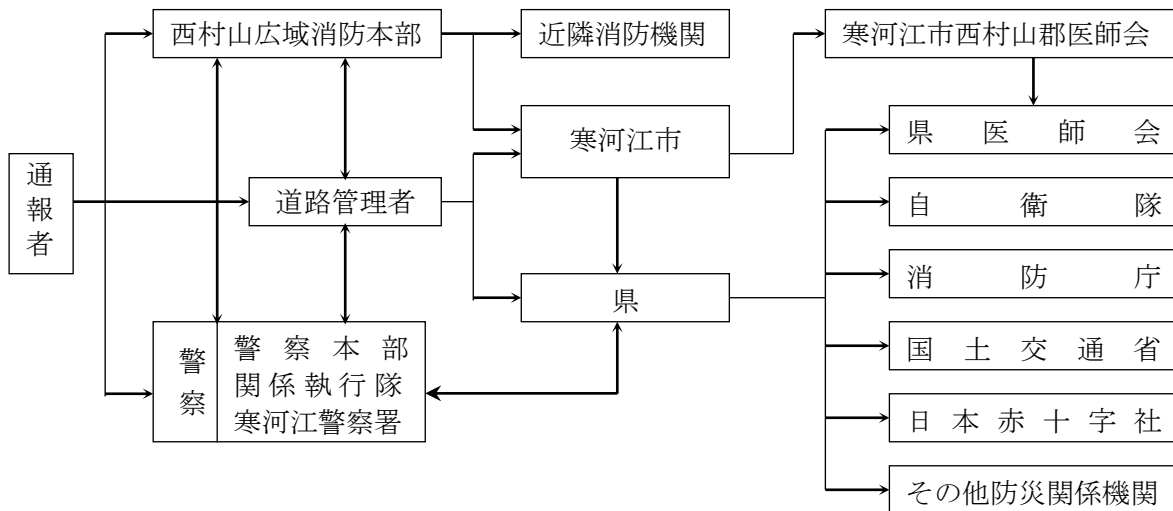 西村山広域消防本部
近隣消防機関
寒河江市西村山郡医師会
県医師会
寒河江市
通報者
道路管理者
自衛隊
消防庁
県
警察
警察本部
関係執行隊
寒河江警察署
国土交通省
日本赤十字社
その他防災関係機関